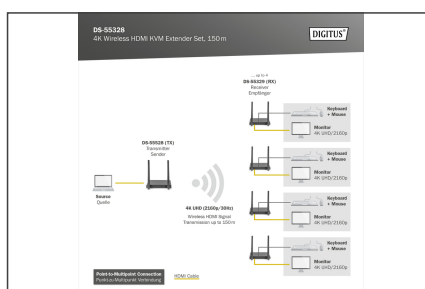 DS-55328
4K Wireless HDMI KVM Extender Set, 150 m
DIGITUS®
... up to 4
DS-55329 (RX)
Receiver
Empfänger
Keyboard
+ Mouse
Monitor
4K UHD/2160p
Keyboard
+ Mouse
Monitor
4K UHD/2160p
DS-55528 (TX)
Transmitter
Sender
Source
Quelle
4K UHD (2160p/30Hz)
Wireless HDMI Signal
Transmission up to 150 m
Keyboard
+ Mouse
Monitor
4K UHD/2160p
Keyboard
+ Mouse
Monitor
4K UHD/2160p
Point-to-Multipoint Connection
Punkt-zu-Multipunkt Verbindung
HDMI Cable